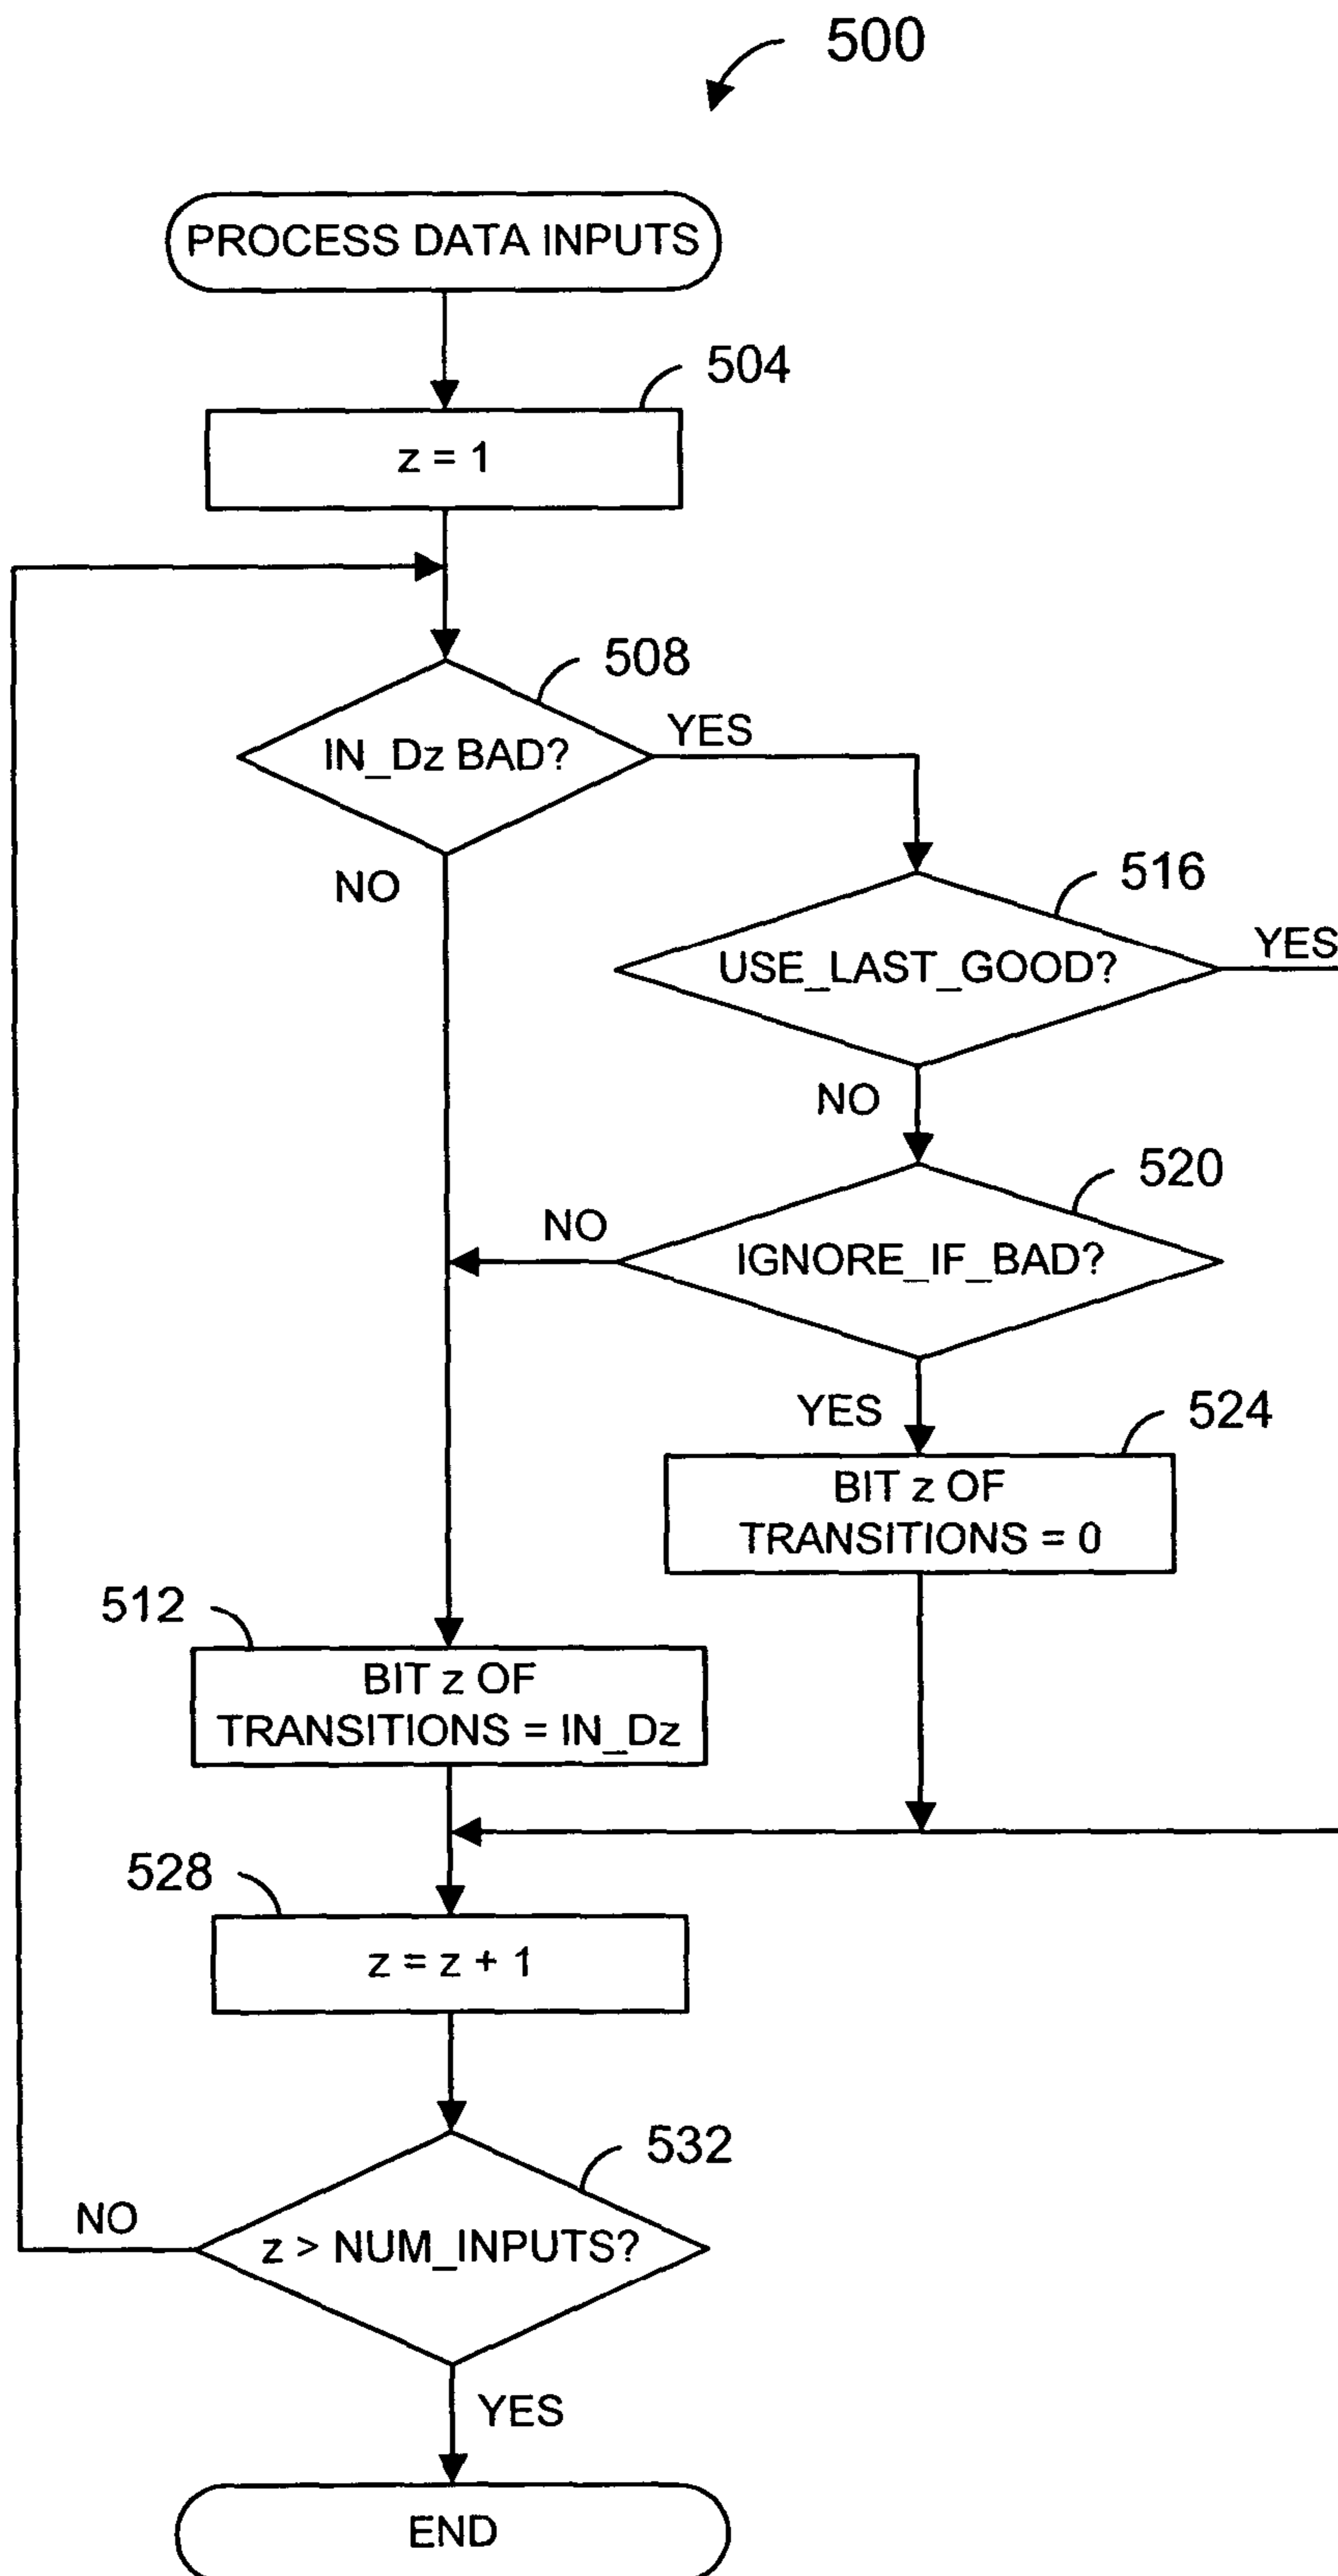 500
PROCESS DATA INPUTS
504
z = 1
508
IN_Dz BAD?
YES
NO
516
USE_LAST_GOOD?
YES
NO
520
IGNORE_IF_BAD?
NO
YES
524
BIT z OF
TRANSITIONS = 0
512
BIT z OF
TRANSITIONS = IN_Dz
528
z = z + 1
532
z > NUM_INPUTS?
NO
YES
END